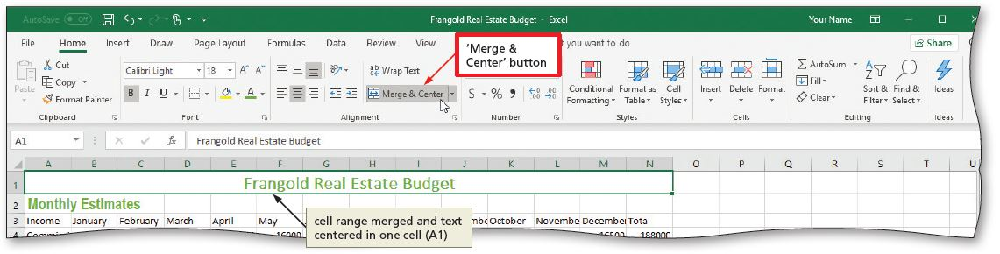 AutoSave Off Frangold Real Estate Budget - Excel Your Name
File Home Insert Draw Page Layout Formulas Data Review View t you want to do Share
'Merge &
Center' button
Cut
Copy
Format Painter
Paste
Clipboard
Calibri Light 18 A A
B I U A
Font
ab Wrap Text
Merge & Center
Alignment
$ % ,
Number
Conditional Format as Cell
Formatting Table Styles
Styles
Insert Delete Format
Cells
AutoSum
Fill
Clear
Sort & Find &
Filter Select
Editing
Ideas
Ideas
A1 fx Frangold Real Estate Budget
A B C D E F G H I J K L M N O P Q R S T U
1 Frangold Real Estate Budget
2 Monthly Estimates
3 Income January February March April May mbe October Novembe December Total
cell range merged and text
centered in one cell (A1)
4 16000 16500 188000